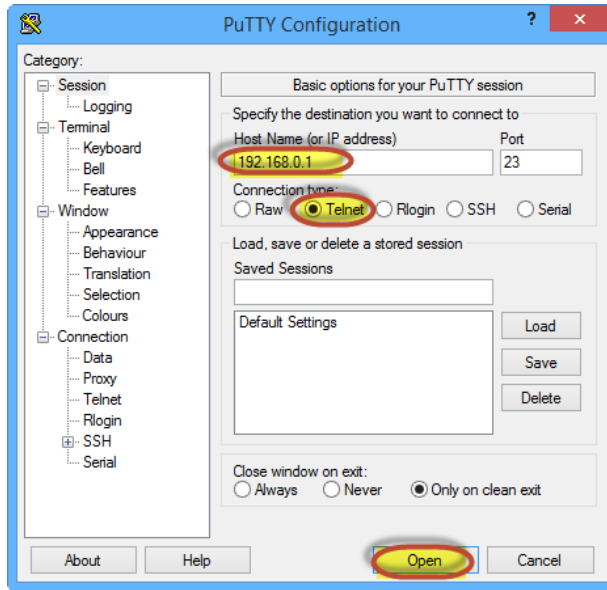 PuTTY Configuration
? ×
Category:
Session
Logging
Terminal
Keyboard
Bell
Features
Window
Appearance
Behaviour
Translation
Selection
Colours
Connection
Data
Proxy
Telnet
Rlogin
SSH
Serial
Basic options for your PuTTY session
Specify the destination you want to connect to
Host Name (or IP address) Port
192.168.0.1 23
Connection type:
Raw Telnet Rlogin SSH Serial
Load, save or delete a stored session
Saved Sessions
Default Settings
Load
Save
Delete
Close window on exit:
Always Never Only on clean exit
About Help Open Cancel